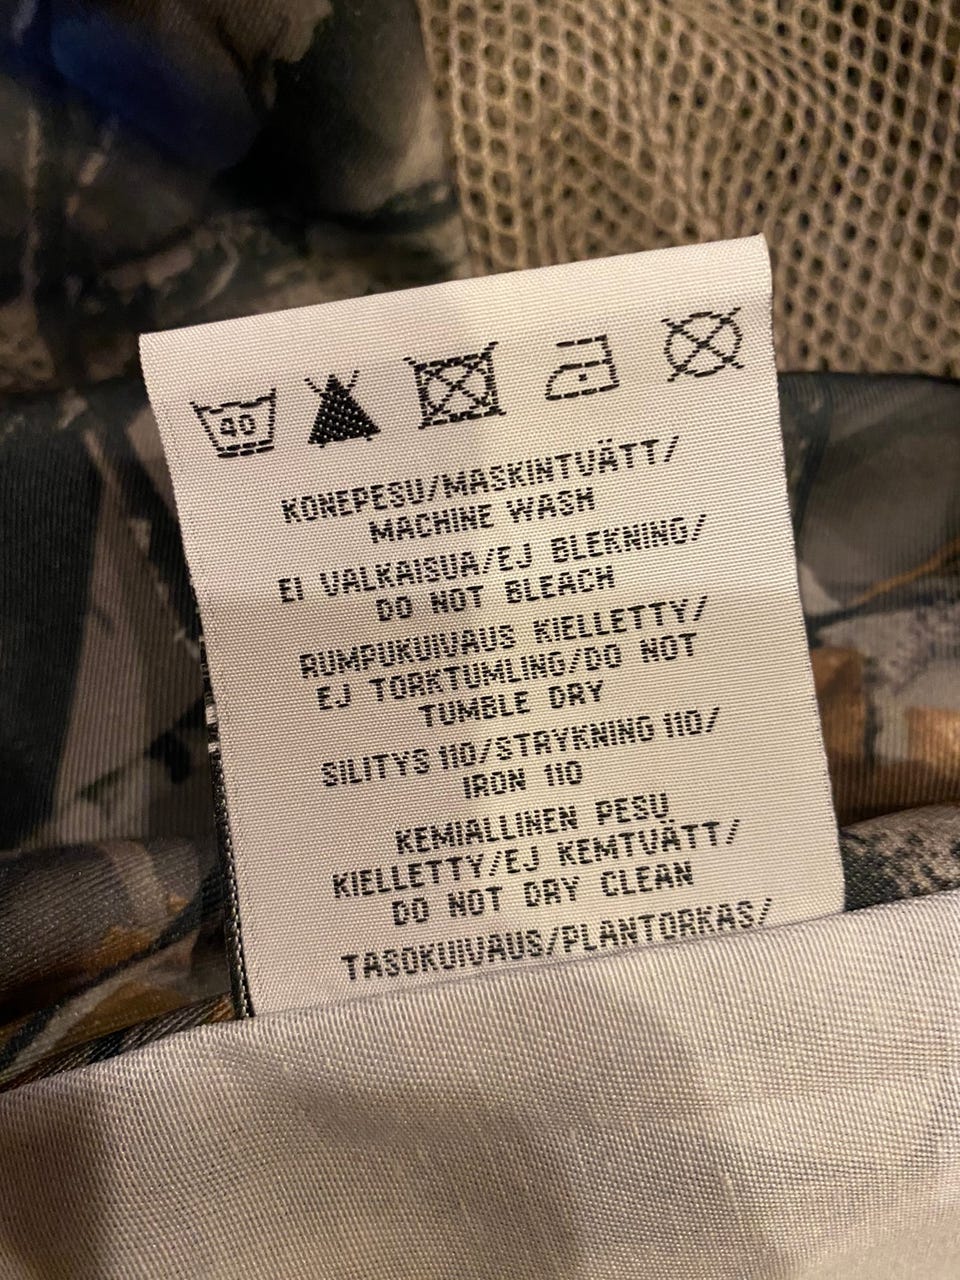 40
KONEPESU/MASKINTVÄTT/
MACHINE WASH
EI VALKAISUA/EJ BLEKNING/
DO NOT BLEACH
RUMPUKUIVAUS KIELLETTY/
EJ TORKTUMLING/DO NOT
TUMBLE DRY
SILITYS 110/STRYKNING 110/
IRON 110
KEMIALLINEN PESU
KIELLETTY/EJ KEMTVÄTT/
DO NOT DRY CLEAN
TASOKUIVAUS/PLANTORKAS/